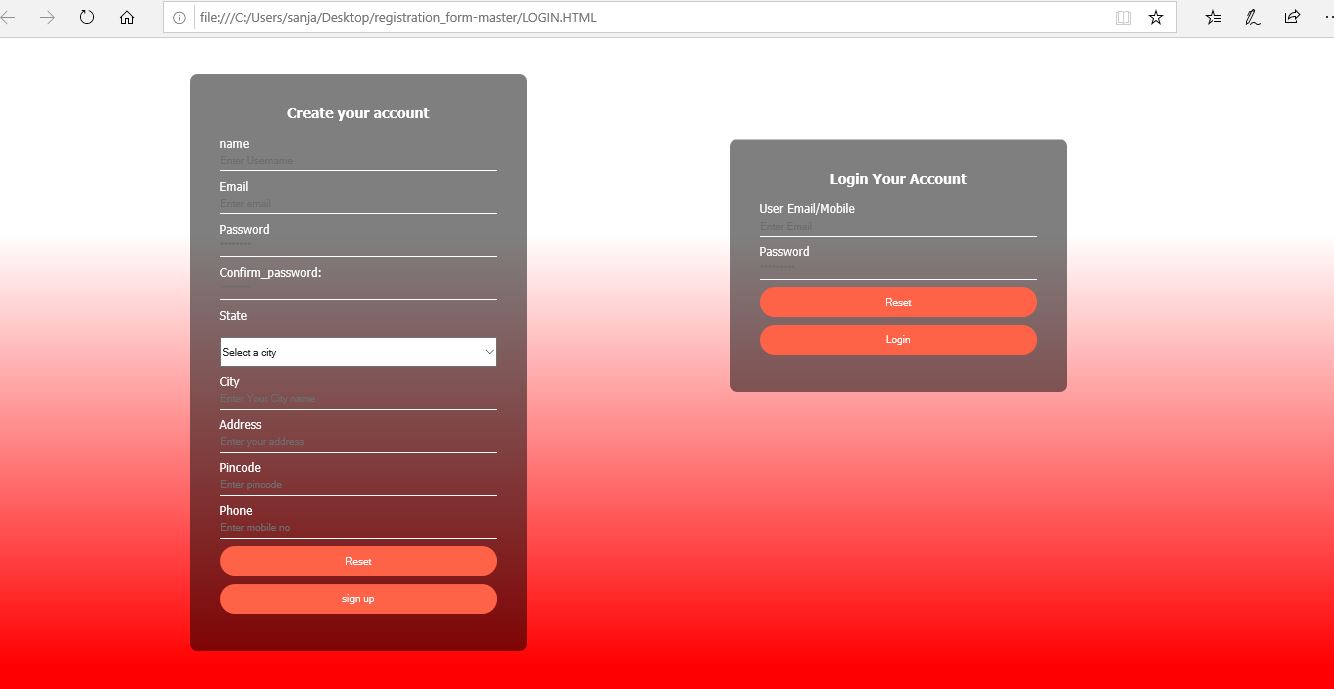 file:///C:/Users/sanja/Desktop/registration_form-master/LOGIN.HTML
Create your account
name
Enter Username
Email
Enter email
Password
Confirm_password:
State
Select a city
City
Enter Your City name
Address
Enter your address
Pincode
Enter pincode
Phone
Enter mobile no
Reset
sign up
Login Your Account
User Email/Mobile
Enter Email
Password
Reset
Login